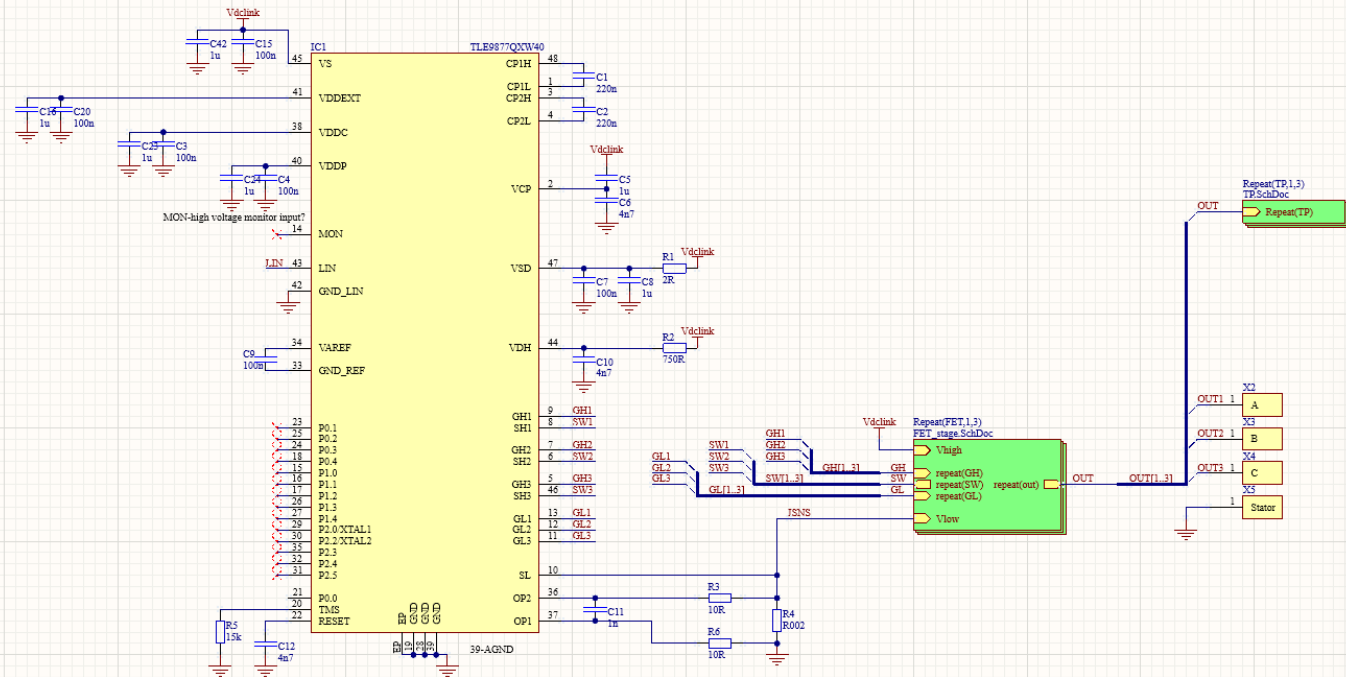 Vdclink
C42
1u
C15
100n
IC1
TLE9877QXW40
45
VS
CP1H
48
C1
220n
CP1L
1
41
VDDEXT
CP2H
3
C2
220n
CP2L
4
1u
C20
100n
38
VDDC
1u
C3
100n
Vdclink
40
VDDP
1u
C4
100n
VCP
2
C5
1u
C6
4n7
MON-high voltage monitor input?
14
MON
LIN
43
LIN
VSD
47
C7
100n
C8
1u
R1
2R
Vdclink
42
GND_LIN
34
VAREF
C9
100n
33
GND_REF
VDH
44
C10
4n7
R2
750R
Vdclink
23
P0.1
25
P0.2
24
P0.3
18
P0.4
15
P1.0
16
P1.1
17
P1.2
26
P1.3
27
P1.4
29
P2.0/XTAL1
30
P2.2/XTAL2
35
P2.3
32
P2.4
31
P2.5
21
P0.0
20
TMS
22
RESET
R5
15k
C12
4n7
GH1
9
GH1
SH1
8
SW1
GH2
7
GH2
SH2
6
SW2
GH3
5
GH3
SH3
46
SW3
GL1
13
GL1
GL2
12
GL2
GL3
11
GL3
SL
10
OP2
36
OP1
37
C11
1n
R3
10R
R6
10R
R4
R002
EP
GND
GND
GND
EP
19
28
39
39-AGND
GL1
GL2
GL3
GL[1..3]
SW1
SW2
SW3
SW[1..3]
GH1
GH2
GH3
GH[1..3]
JSNS
Vdclink
Repeat(FET,1,3)
FET_stage.SchDoc
Vhigh
GH
repeat(GH)
SW
repeat(SW)
repeat(out)
GL
repeat(GL)
Vlow
OUT
OUT[1..3]
Repeat(TP,1,3)
TP.SchDoc
OUT
Repeat(TP)
X2
OUT1
1
A
X3
OUT2
1
B
X4
OUT3
1
C
X5
1
Stator